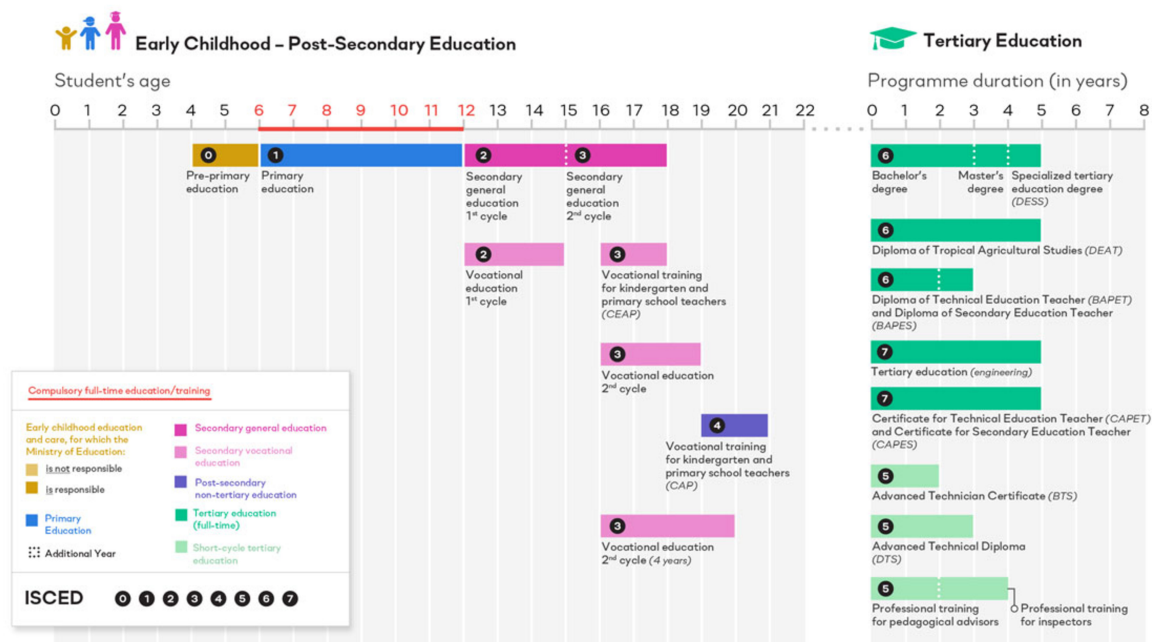 Early Childhood – Post-Secondary Education
Tertiary Education
Student's age
Programme duration (in years)
0 1 2 3 4 5 6 7 8 9 10 11 12 13 14 15 16 17 18 19 20 21 22
0 1 2 3 4 5 6 7 8
0
Pre-primary
education
1
Primary
education
2
Secondary
general
education
1st cycle
3
Secondary
general
education
2nd cycle
2
Vocational
education
1st cycle
3
Vocational training
for kindergarten and
primary school teachers
(CEAP)
3
Vocational education
2nd cycle
4
Vocational training
for kindergarten and
primary school teachers
(CAP)
3
Vocational education
2nd cycle (4 years)
6
Bachelor's
degree
Master's
degree
Specialized tertiary
education degree
(DESS)
6
Diploma of Tropical Agricultural Studies (DEAT)
6
Diploma of Technical Education Teacher (BAPET)
and Diploma of Secondary Education Teacher
(BAPES)
7
Tertiary education (engineering)
7
Certificate for Technical Education Teacher (CAPET)
and Certificate for Secondary Education Teacher
(CAPES)
5
Advanced Technician Certificate (BTS)
5
Advanced Technical Diploma
(DTS)
5
Professional training
for pedagogical advisors
Professional training
for inspectors
Compulsory full-time education/training
Early childhood education
and care, for which the
Ministry of Education:
is not responsible
is responsible
Primary
Education
Additional Year
Secondary general education
Secondary vocational
education
Post-secondary
non-tertiary education
Tertiary education
(full-time)
Short-cycle tertiary
education
ISCED 0 1 2 3 4 5 6 7